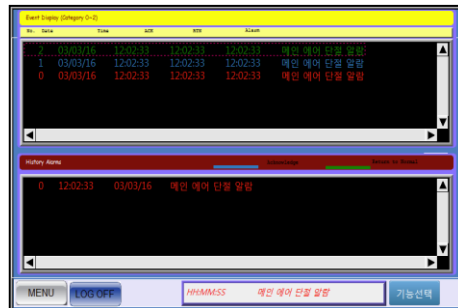 Event Display (Category 0~2)
No. Date Time ACK RTN Alarm
2 03/03/16 12:02:33 12:02:33 12:02:33 메인 에어 단절 알람
1 03/03/16 12:02:33 12:02:33 12:02:33 메인 에어 단절 알람
0 03/03/16 12:02:33 12:02:33 12:02:33 메인 에어 단절 알람
History Alarms Acknowledge Return to Normal
0 12:02:33 03/03/16 메인 에어 단절 알람
MENU LOG OFF HH:MM:SS 메인 에어 단절 알람 기능선택